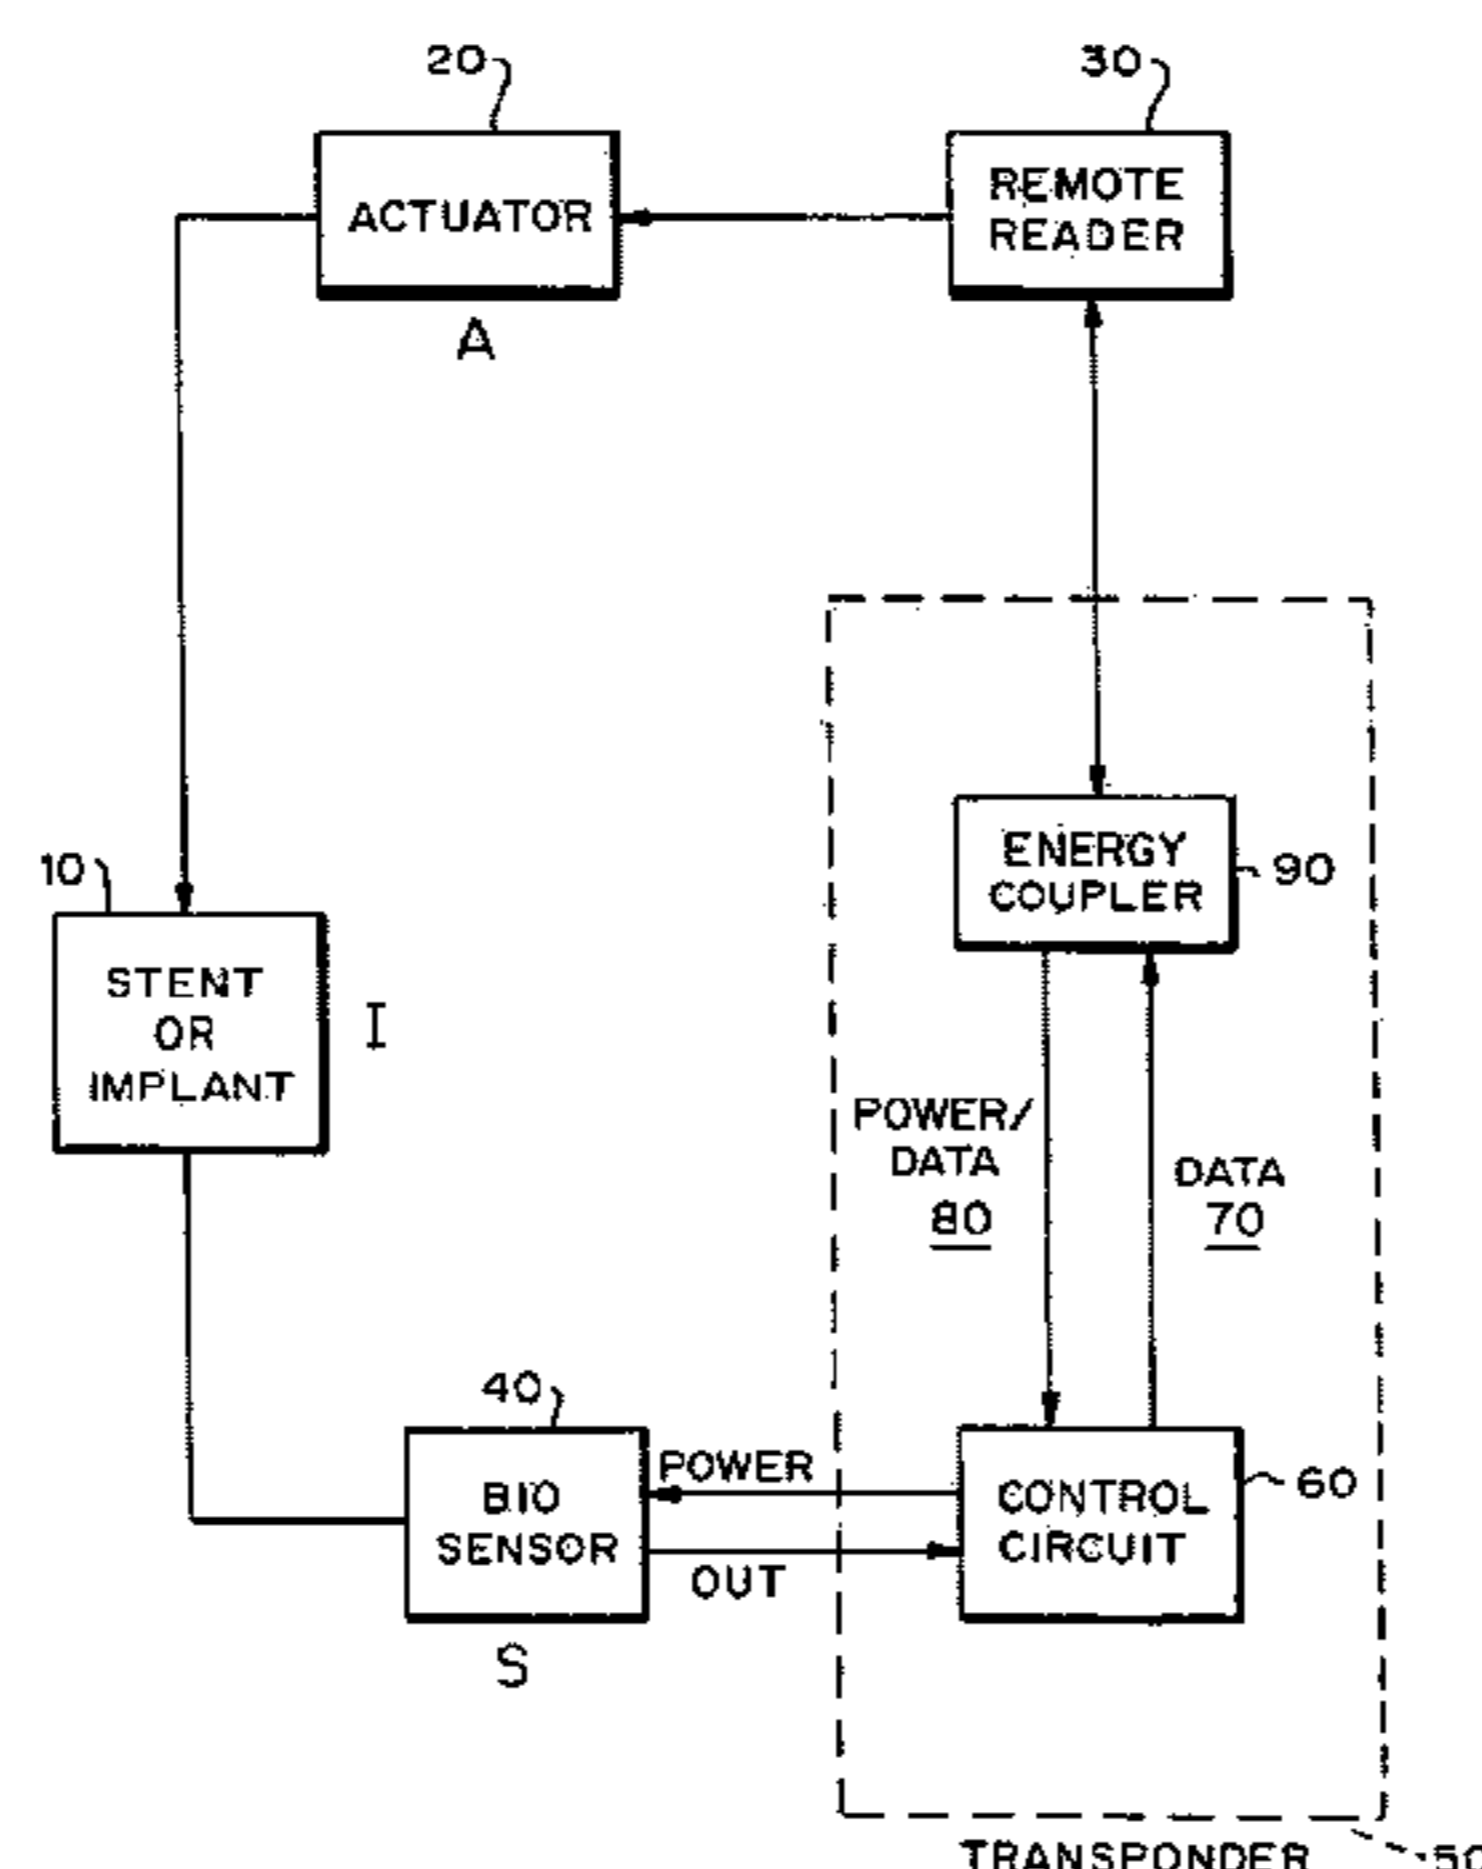 20
30
ACTUATOR
REMOTE
READER
A
10
STENT
OR
IMPLANT
I
ENERGY
COUPLER
90
POWER/
DATA
80
DATA
70
40
BIO
SENSOR
S
POWER
OUT
CONTROL
CIRCUIT
60
TRANSPONDER
50